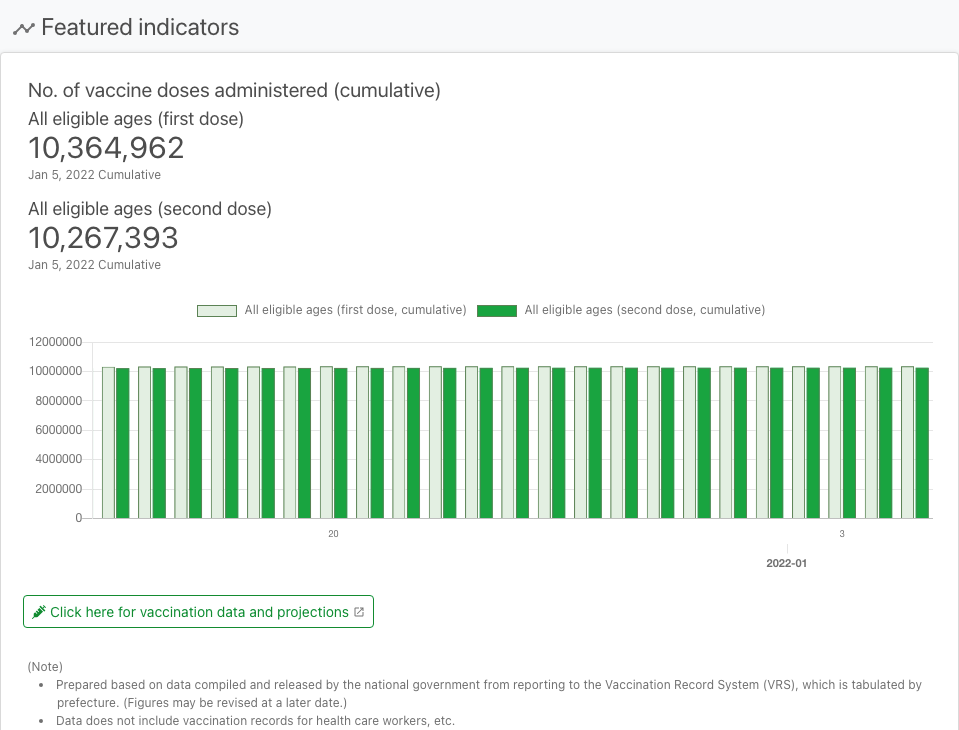 Featured indicators
No. of vaccine doses administered (cumulative)
All eligible ages (first dose)
10,364,962
Jan 5, 2022 Cumulative
All eligible ages (second dose)
10,267,393
Jan 5, 2022 Cumulative
All eligible ages (first dose, cumulative) All eligible ages (second dose, cumulative)
12000000
10000000
8000000
6000000
4000000
2000000
0
20 3
2022-01
Click here for vaccination data and projections
(Note)
• Prepared based on data compiled and released by the national government from reporting to the Vaccination Record System (VRS), which is tabulated by
prefecture. (Figures may be revised at a later date.)
• Data does not include vaccination records for health care workers, etc.